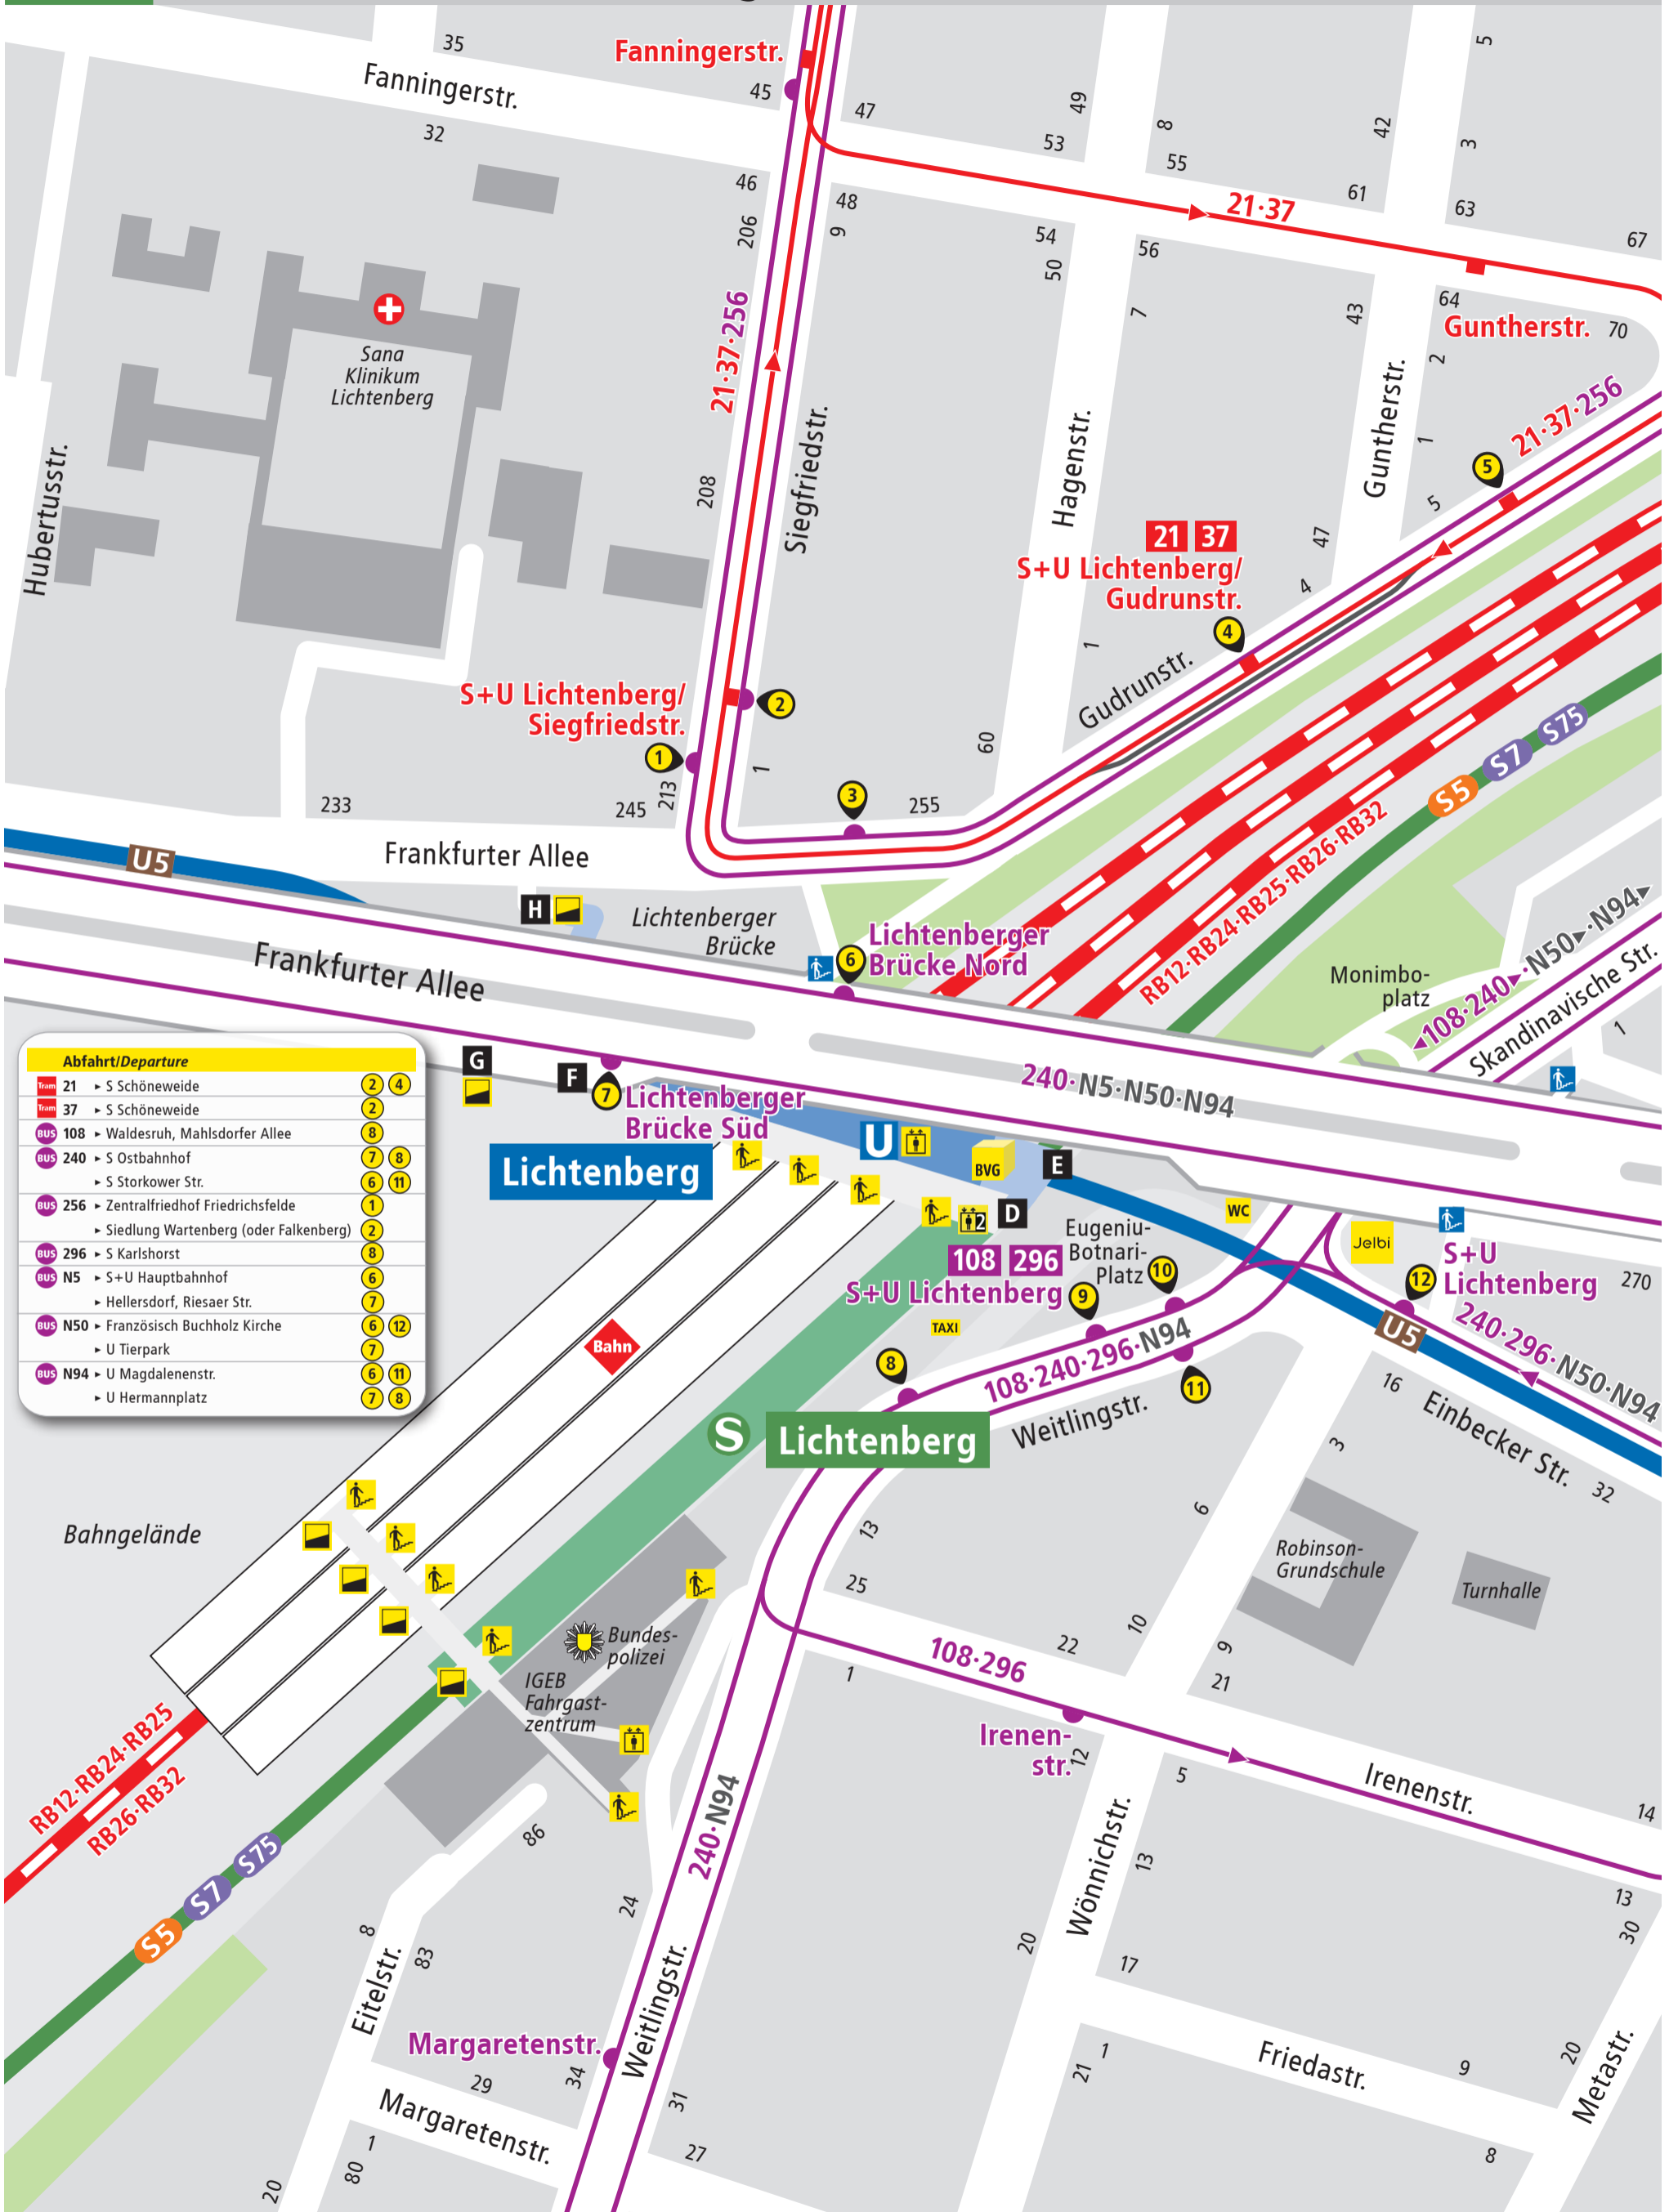 35
Fanningerstr.
Fanningerstr.
45
47
49
53
8
55
42
5
3
32
46
206
48
9
54
50
56
61
63
67
21·37
7
43
64
Guntherstr.
70
2
1
5
Sana
Klinikum
Lichtenberg
21·37·256
Siegfriedstr.
208
Hagenstr.
Guntherstr.
47
4
21·37·256
5
Hubertusstr.
21 37
S+U Lichtenberg/
Gudrunstr.
4
1
Gudrunstr.
60
S+U Lichtenberg/
Siegfriedstr.
2
1
213
1
3
233
245
255
Frankfurter Allee
U5
S5
S7
S75
RB12·RB24·RB25·RB26·RB32
H
Lichtenberger
Brücke
Lichtenberger
Brücke Nord
6
Frankfurter Allee
Monimbo-
platz
◄108·240►·N50►·N94►
Skandinavische Str.
1
240·N5·N50·N94
G
F
7
Lichtenberger
Brücke Süd
Abfahrt/Departure
Tram 21 ▸ S Schöneweide 2 4
Tram 37 ▸ S Schöneweide 2
BUS 108 ▸ Waldesruh, Mahlsdorfer Allee 8
BUS 240 ▸ S Ostbahnhof 7 8
▸ S Storkower Str. 6 11
BUS 256 ▸ Zentralfriedhof Friedrichsfelde 1
▸ Siedlung Wartenberg (oder Falkenberg) 2
BUS 296 ▸ S Karlshorst 8
BUS N5 ▸ S+U Hauptbahnhof 6
▸ Hellersdorf, Riesaer Str. 7
BUS N50 ▸ Französisch Buchholz Kirche 6 12
▸ U Tierpark 7
BUS N94 ▸ U Magdalenenstr. 6 11
▸ U Hermannplatz 7 8
Lichtenberg
U
BVG
E
2
D
WC
Jelbi
Eugeniu-
Botnari-
Platz
108 296
S+U Lichtenberg
9
10
TAXI
8
12
S+U
Lichtenberg
270
U5
240·296·N50·N94
108·240·296·N94
11
Weitlingstr.
16
Einbecker Str.
32
Bahn
S
Lichtenberg
3
6
13
25
Robinson-
Grundschule
Turnhalle
Bahngelände
Bundes-
polizei
IGEB
Fahrgast-
zentrum
10
22
9
21
108·296
1
Irenen-
str.
12
5
Irenenstr.
14
13
30
RB12·RB24·RB25
RB26·RB32
S75
S7
S5
240·N94
86
24
8
83
Eitelstr.
Weitlingstr.
Wönnichstr.
13
20
17
Margaretenstr.
34
29
Margaretenstr.
31
27
1
80
20
1
21
Friedastr.
9
20
Metastr.
8